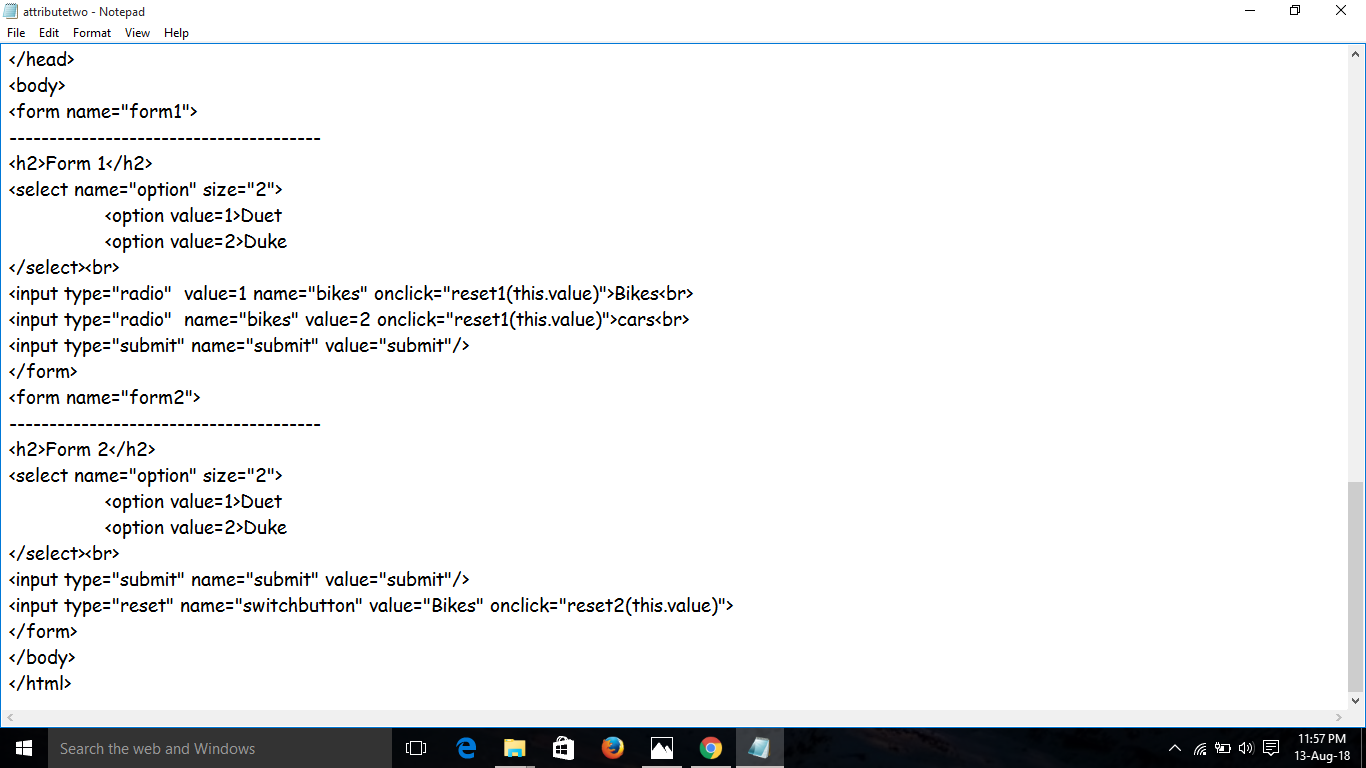 attributetwo - Notepad
File Edit Format View Help
</head>
<body>
<form name="form1">
---------------------------------------
<h2>Form 1</h2>
<select name="option" size="2">
<option value=1>Duet
<option value=2>Duke
</select><br>
<input type="radio"  value=1 name="bikes" onclick="reset1(this.value)">Bikes<br>
<input type="radio"  name="bikes" value=2 onclick="reset1(this.value)">cars<br>
<input type="submit" name="submit" value="submit"/>
</form>
<form name="form2">
---------------------------------------
<h2>Form 2</h2>
<select name="option" size="2">
<option value=1>Duet
<option value=2>Duke
</select><br>
<input type="submit" name="submit" value="submit"/>
<input type="reset" name="switchbutton" value="Bikes" onclick="reset2(this.value)">
</form>
</body>
</html>
Search the web and Windows
11:57 PM
13-Aug-18